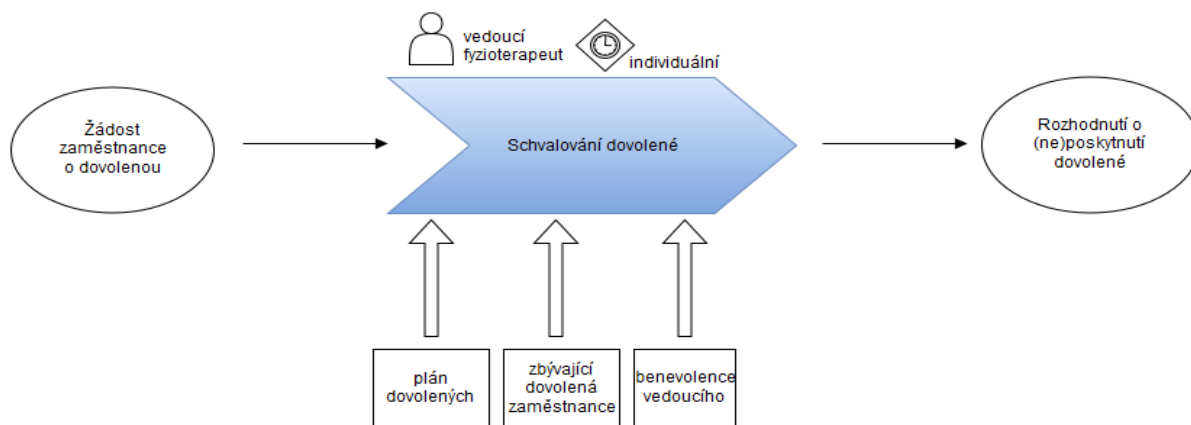 vedoucí
fyzioterapeut
individuální
Žádost
zaměstnance
o dovolenou
Schvalování dovolené
Rozhodnutí o
(ne)poskytnutí
dovolené
plán
dovolených
zbývající
dovolená
zaměstnance
benevolence
vedoucího